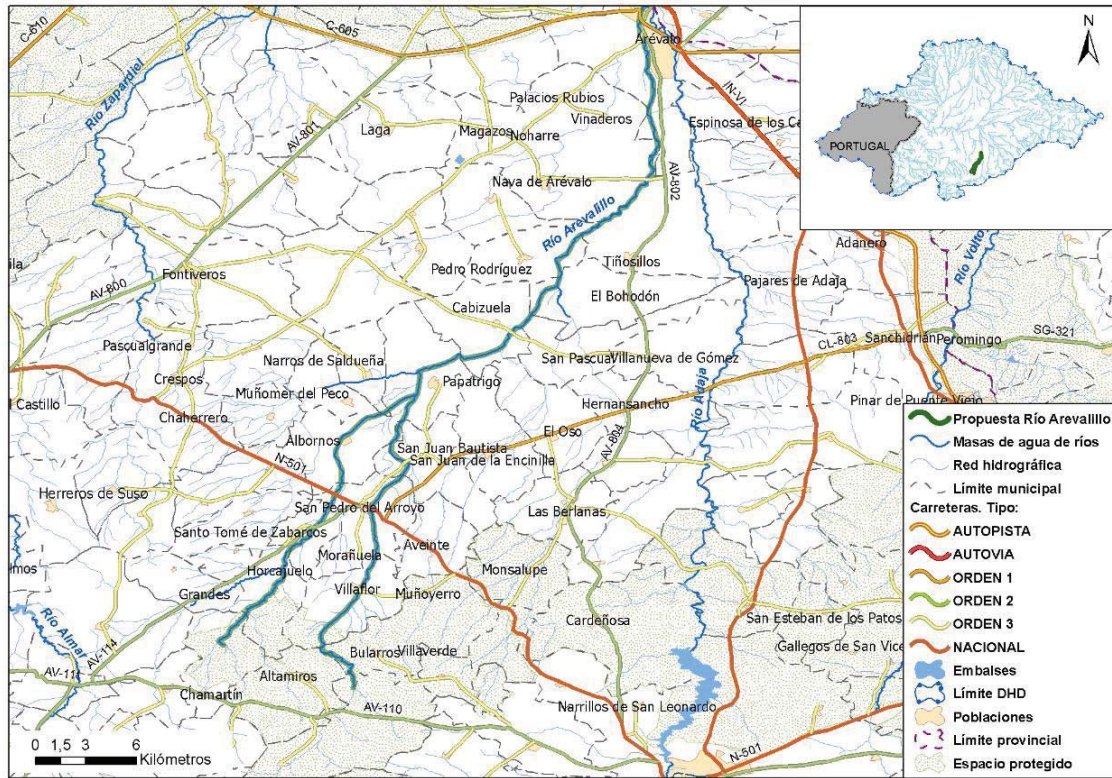 C-610
C-605
Arévalo
N
Río Zapardiel
Palacios Rubios
Vinaderos
N-VI
Laga
Magazos
Noharre
Espinosa de los Ca
AV-801
PORTUGAL
AV-802
Nava de Arévalo
Río Arevalillo
Adanero
Río Voltoya
ila
Fontiveros
Pedro Rodríguez
Tiñosillos
Pajares de Adaja
AV-800
Cabizuela
El Bohodón
CL-803
Sanchidrián
Peromingo
SG-321
Pascualgrande
Narros de Saldueña
San Pascual
Villanueva de Gómez
Crespos
Muñomer del Peco
Papatrigo
Río Adaja
Pinar de Puente Viejo
l Castillo
Chaherrero
Hernansancho
Albornos
San Juan Bautista
El Oso
AV-804
San Juan de la Encinilla
N-501
Herreros de Suso
San Pedro del Arroyo
Las Berlanas
Santo Tomé de Zabarcos
Aveinte
lmos
Morañuela
Monsalupe
Horcajuelo
Grandes
Villaflor
Muñoyerro
Río Almar
Cardeñosa
San Esteban de los Patos
AV-114
Bularros
Villaverde
Gallegos de San Vice
AV-110
Altamiros
Chamartín
AV-110
Narrillos de San Leonardo
N-501
0 1,5 3 6
Kilómetros
Propuesta Río Arevalillo
Masas de agua de ríos
Red hidrográfica
Límite municipal
Carreteras. Tipo:
AUTOPISTA
AUTOVIA
ORDEN 1
ORDEN 2
ORDEN 3
NACIONAL
Embalses
Límite DHD
Poblaciones
Límite provincial
Espacio protegido